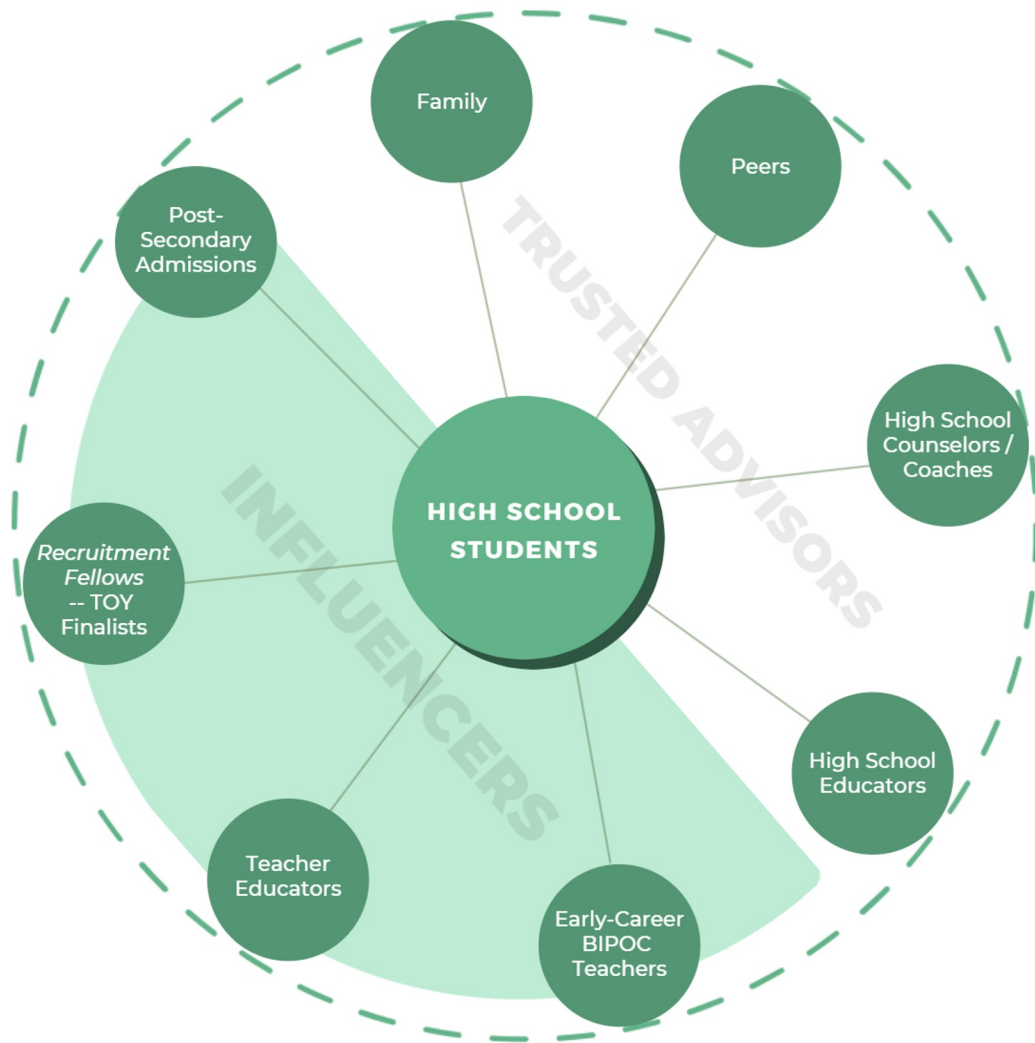 Family
Peers
Post-
Secondary
Admissions
TRUSTED ADVISORS
High School
Counselors /
Coaches
HIGH SCHOOL
STUDENTS
INFLUENCERS
Recruitment
Fellows
-- TOY
Finalists
High School
Educators
Teacher
Educators
Early-Career
BIPOC
Teachers